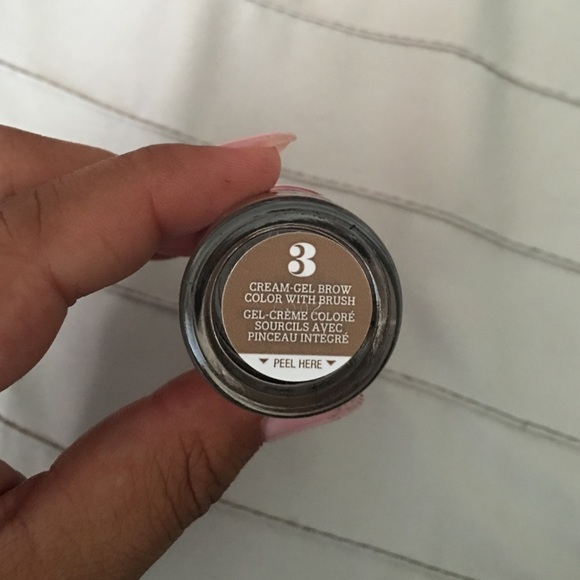 3
CREAM-GEL BROW
COLOR WITH BRUSH
GEL-CRÈME COLORÉ
SOURCILS AVEC
PINCEAU INTÉGRÉ
PEEL HERE